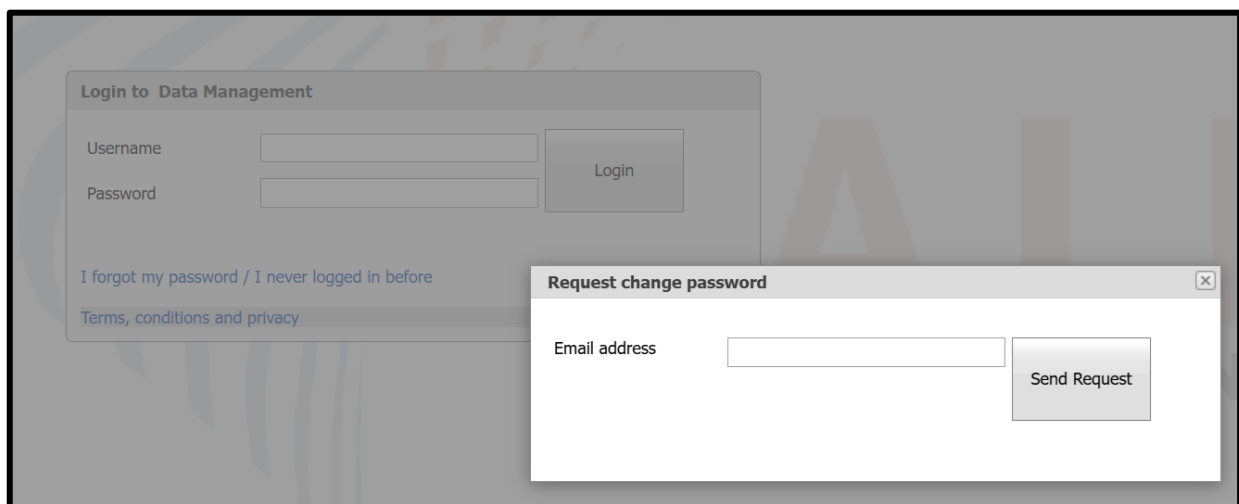 Login to Data Management
Username
Password
Login
I forgot my password / I never logged in before
Terms, conditions and privacy
Request change password
Email address
Send Request